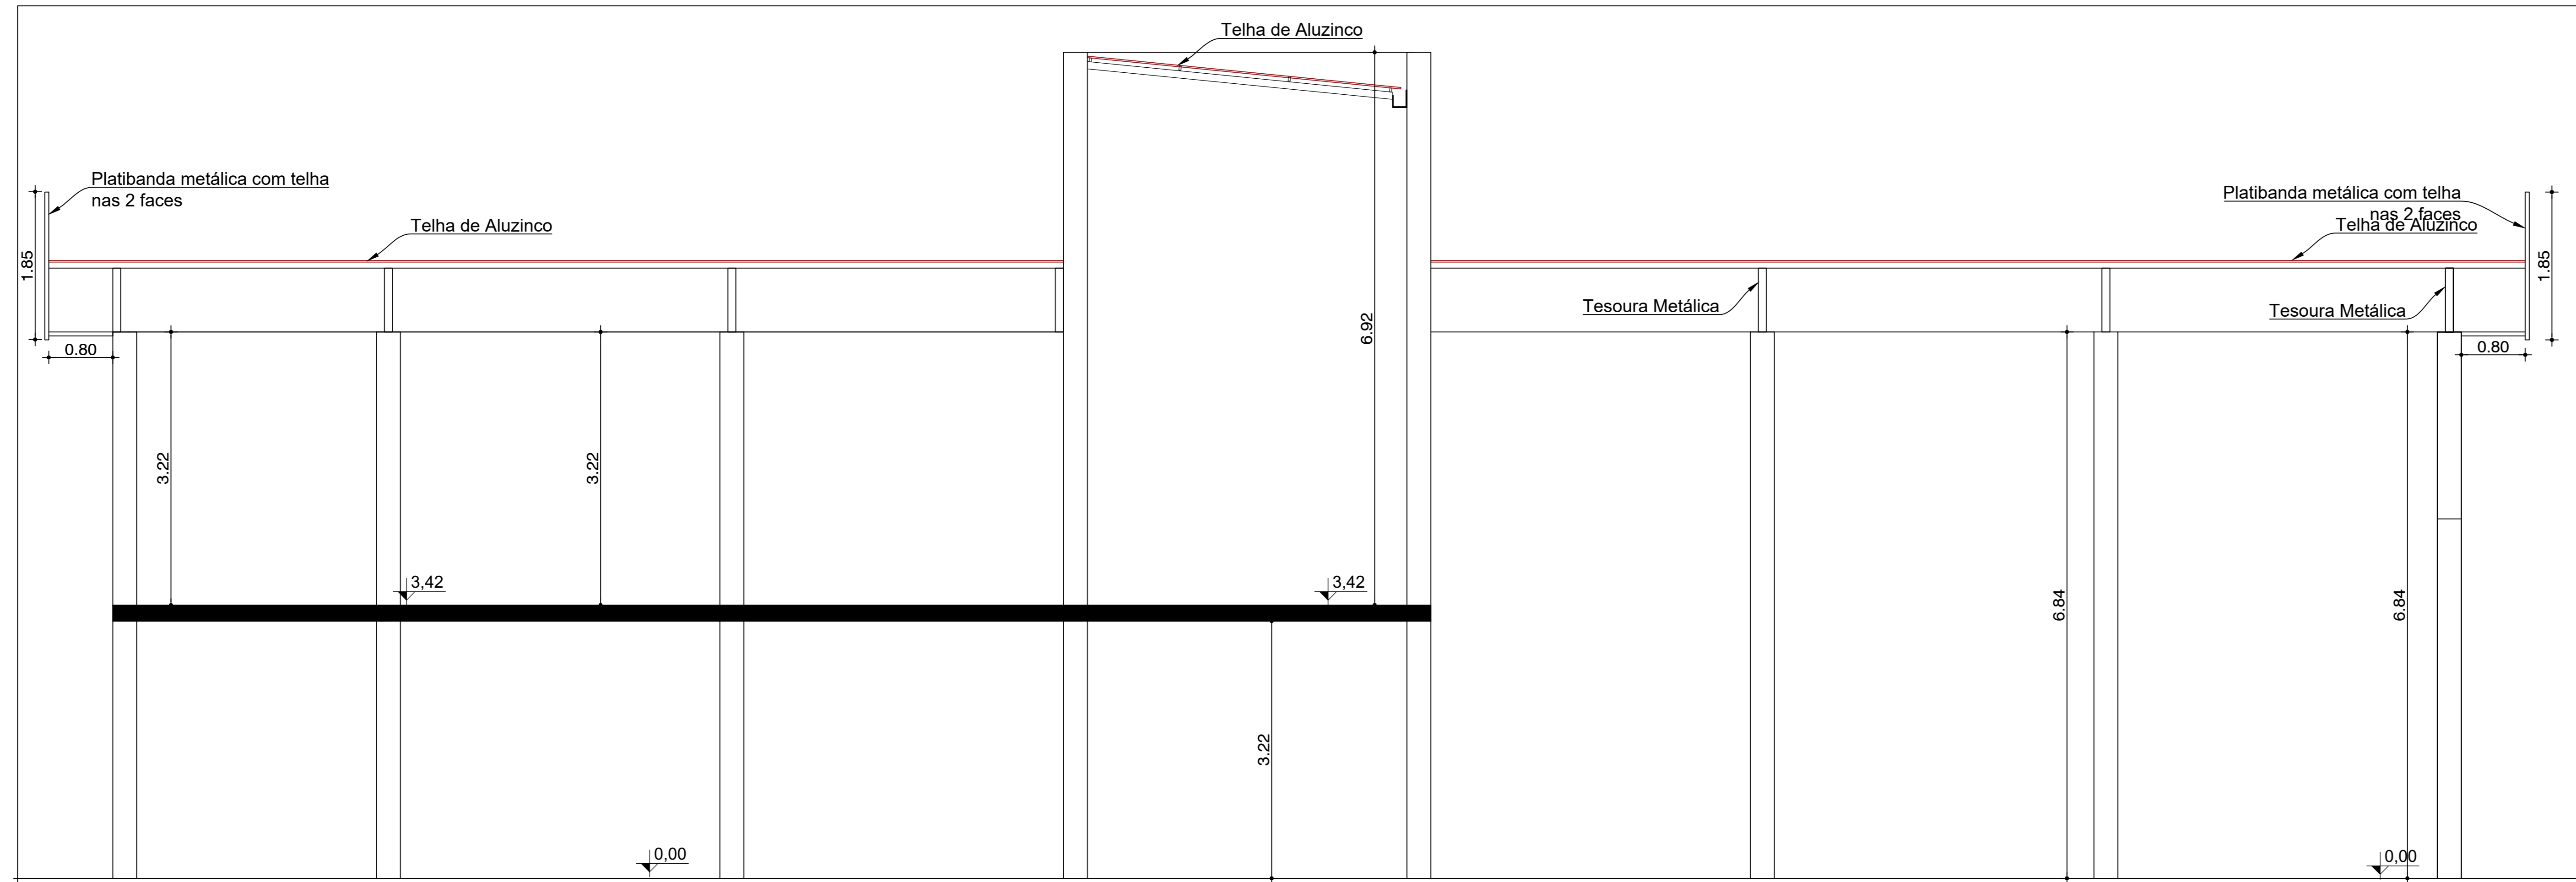 Telha de Aluzinco
Platibanda metálica com telha
nas 2 faces
Platibanda metálica com telha
nas 2 faces
Telha de Aluzinco
Telha de Aluzinco
1.85
1.85
Tesoura Metálica
Tesoura Metálica
6.92
0.80
0.80
3.22
3.22
3,42
3,42
6.84
6.84
3.22
0,00
0,00